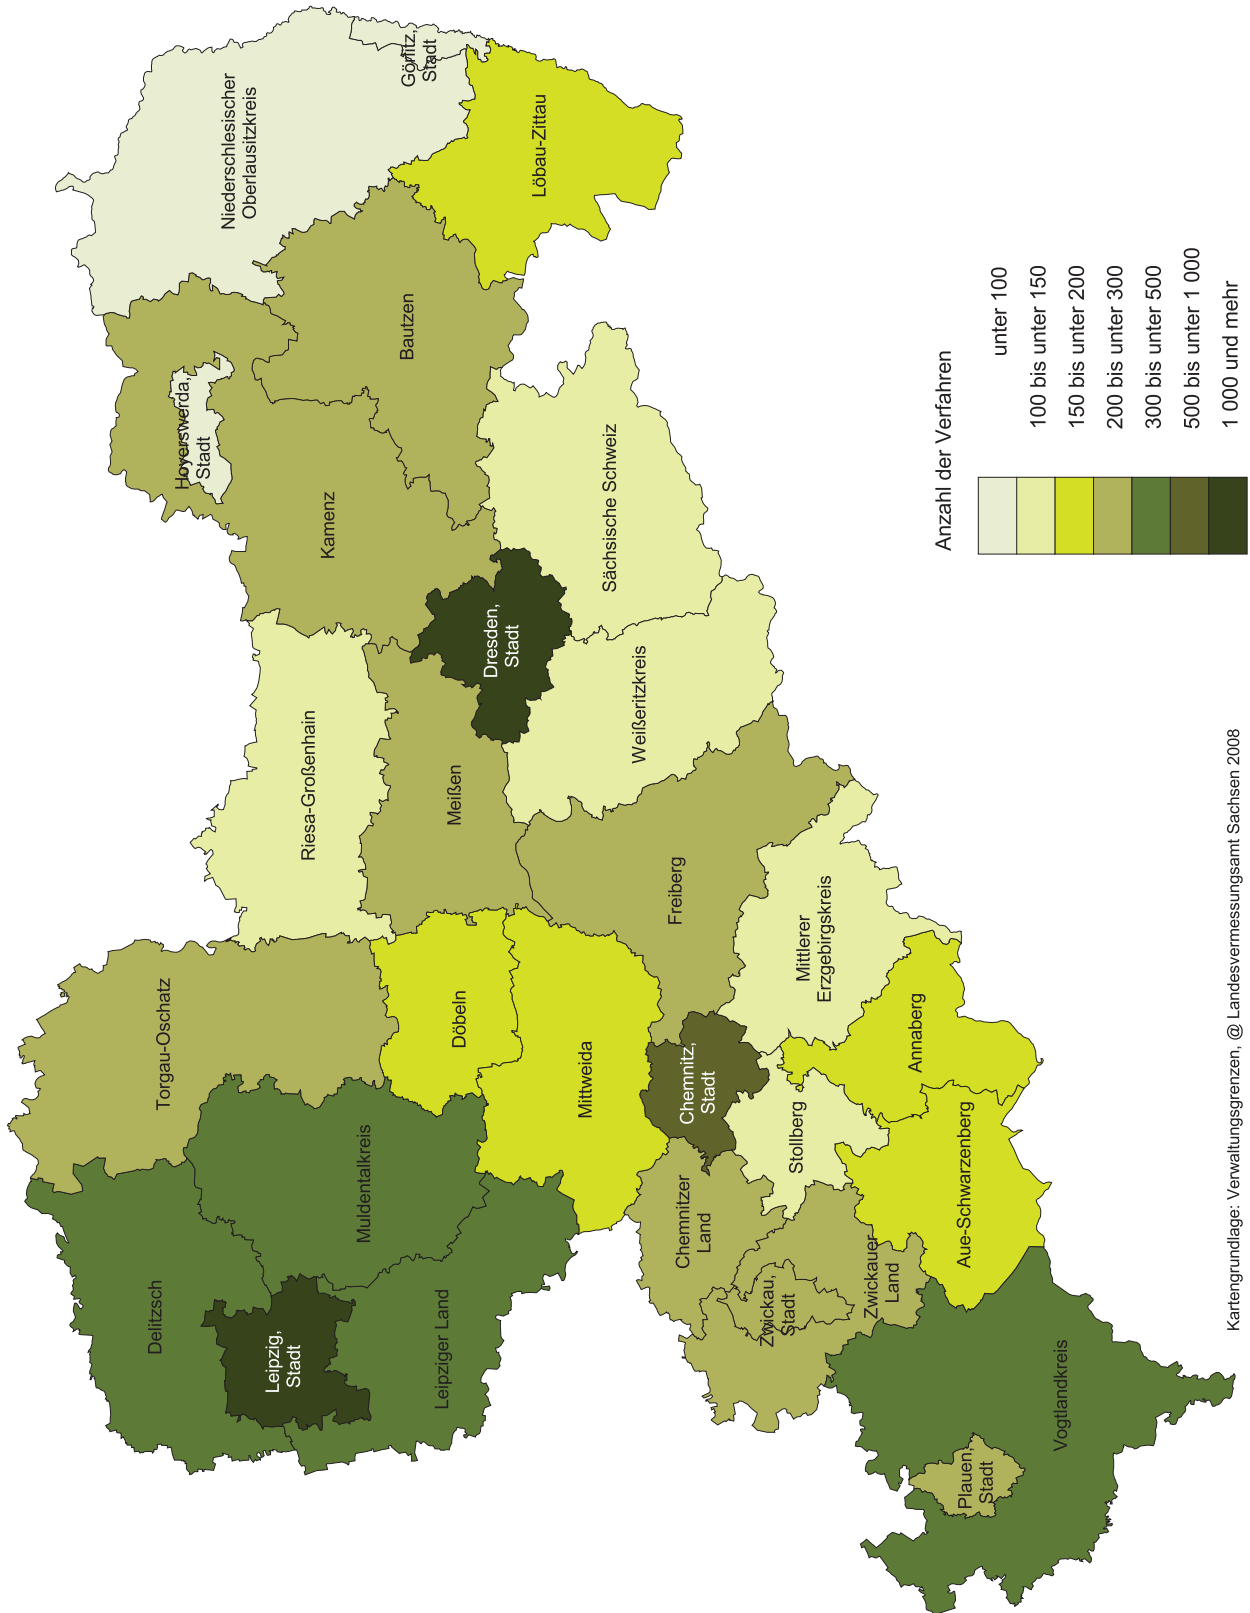 Torgau-Oschatz
Delitzsch
Leipzig,
Stadt
Muldentalkreis
Leipziger Land
Döbeln
Mittweida
Riesa-Großenhain
Meißen
Dresden,
Stadt
Kamenz
Hoyerswerda,
Stadt
Bautzen
Niederschlesischer
Oberlausitzkreis
Görlitz,
Stadt
Löbau-Zittau
Sächsische Schweiz
Weißeritzkreis
Freiberg
Mittlerer
Erzgebirgskreis
Chemnitz,
Stadt
Annaberg
Stollberg
Chemnitzer
Land
Zwickau,
Stadt
Zwickauer
Land
Aue-Schwarzenberg
Vogtlandkreis
Plauen,
Stadt
Anzahl der Verfahren
unter 100
100 bis unter 150
150 bis unter 200
200 bis unter 300
300 bis unter 500
500 bis unter 1 000
1 000 und mehr
Kartengrundlage: Verwaltungsgrenzen, @ Landesvermessungsamt Sachsen 2008